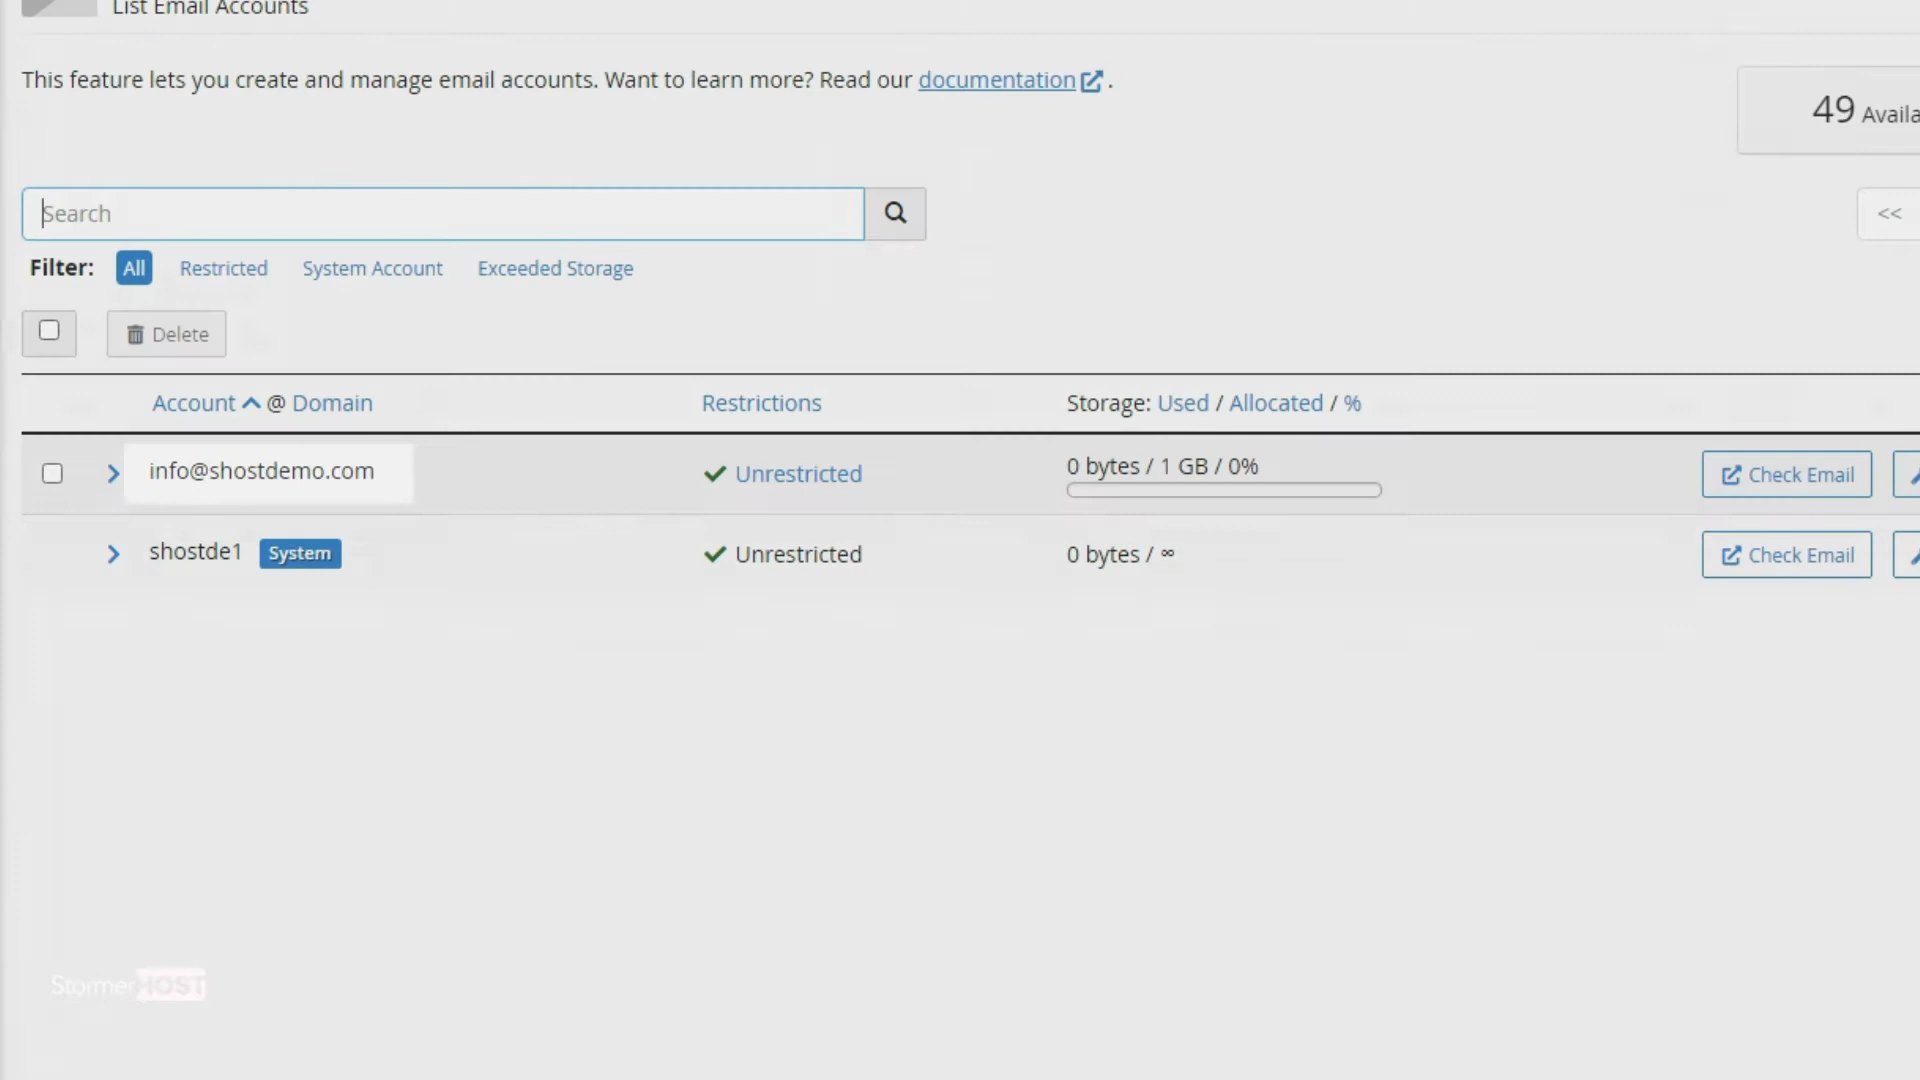 List Email Accounts
This feature lets you create and manage email accounts. Want to learn more? Read our documentation .
49
Search
<<
Filter: All Restricted System Account Exceeded Storage
Delete
Account @ Domain Restrictions Storage: Used / Allocated / %
info@shostdemo.com Unrestricted 0 bytes / 1 GB / 0% Check Email
shostde1 System Unrestricted 0 bytes / ∞ Check Email
StormerHOST